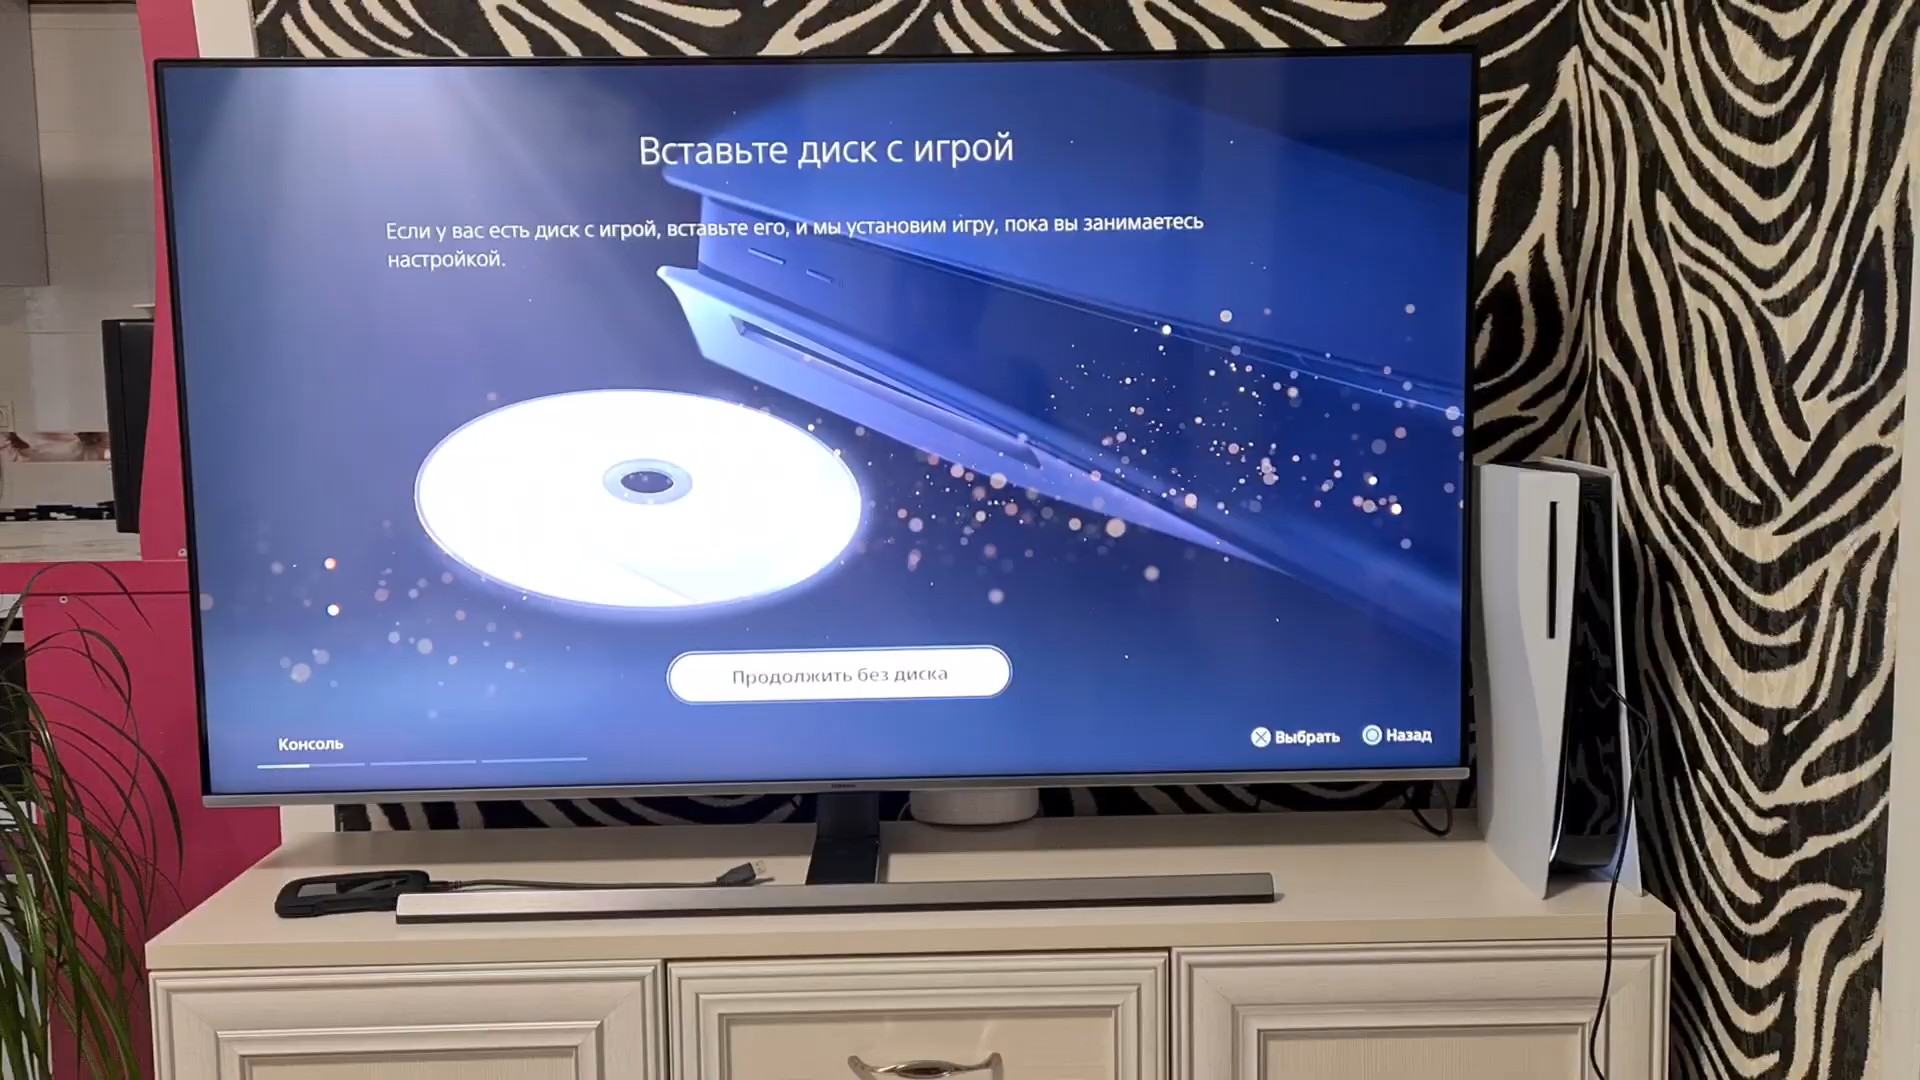 Вставьте диск с игрой
Если у вас есть диск с игрой, вставьте его, и мы установим игру, пока вы занимаетесь
настройкой.
Продолжить без диска
Консоль
Выбрать
Назад